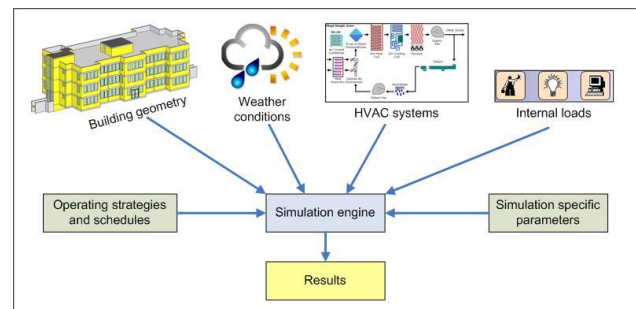 Building geometry
Weather
conditions
HVAC systems
Internal loads
Operating strategies
and schedules
Simulation engine
Simulation specific
parameters
Results